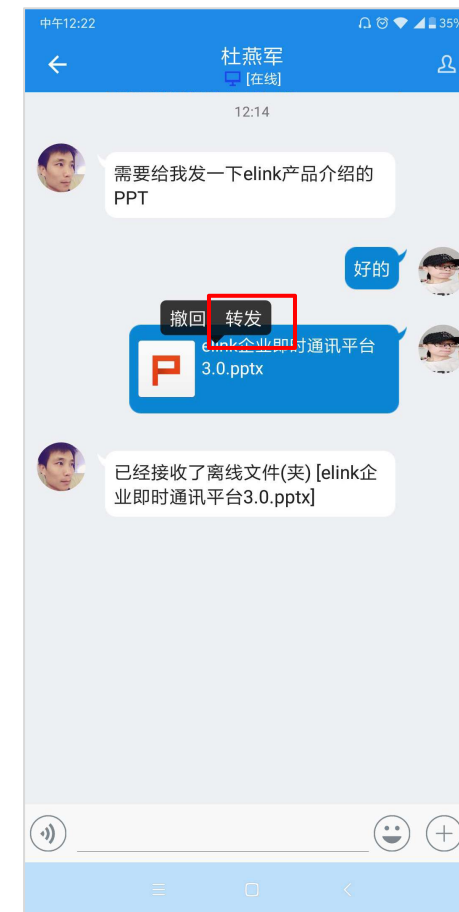 中午12:22
35%
杜燕军
[在线]
12:14
需要给我发一下elink产品介绍的
PPT
好的
撤回 转发
elink企业即时通讯平台
3.0.pptx
已经接收了离线文件(夹) [elink企
业即时通讯平台3.0.pptx]